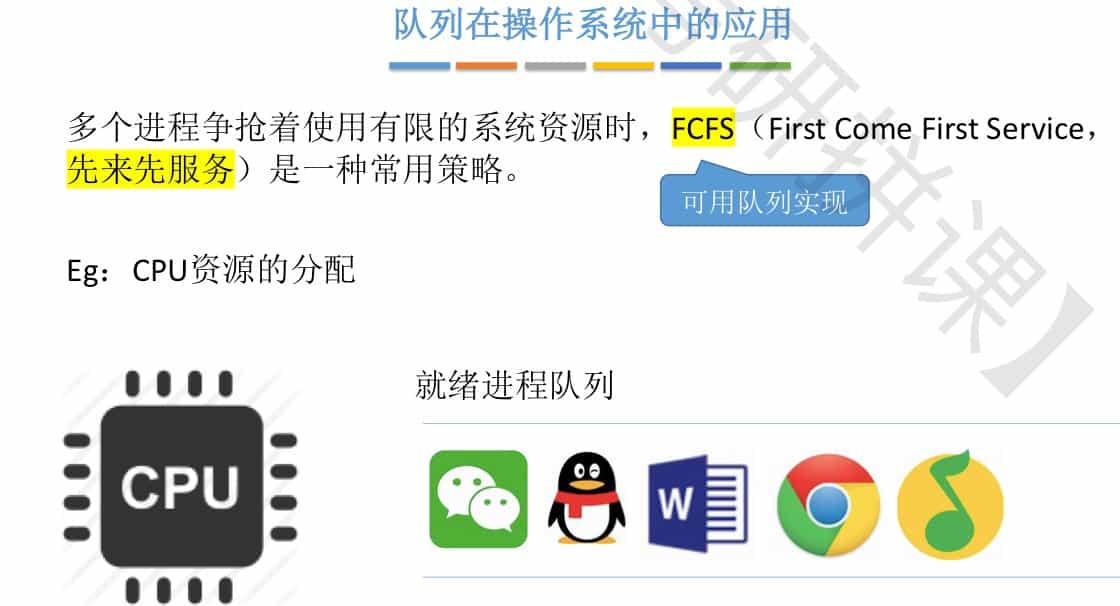 队列在操作系统中的应用
多个进程争抢着使用有限的系统资源时，FCFS（First Come First Service，
先来先服务）是一种常用策略。
可用队列实现
Eg：CPU资源的分配
就绪进程队列
CPU
W
研拼课】